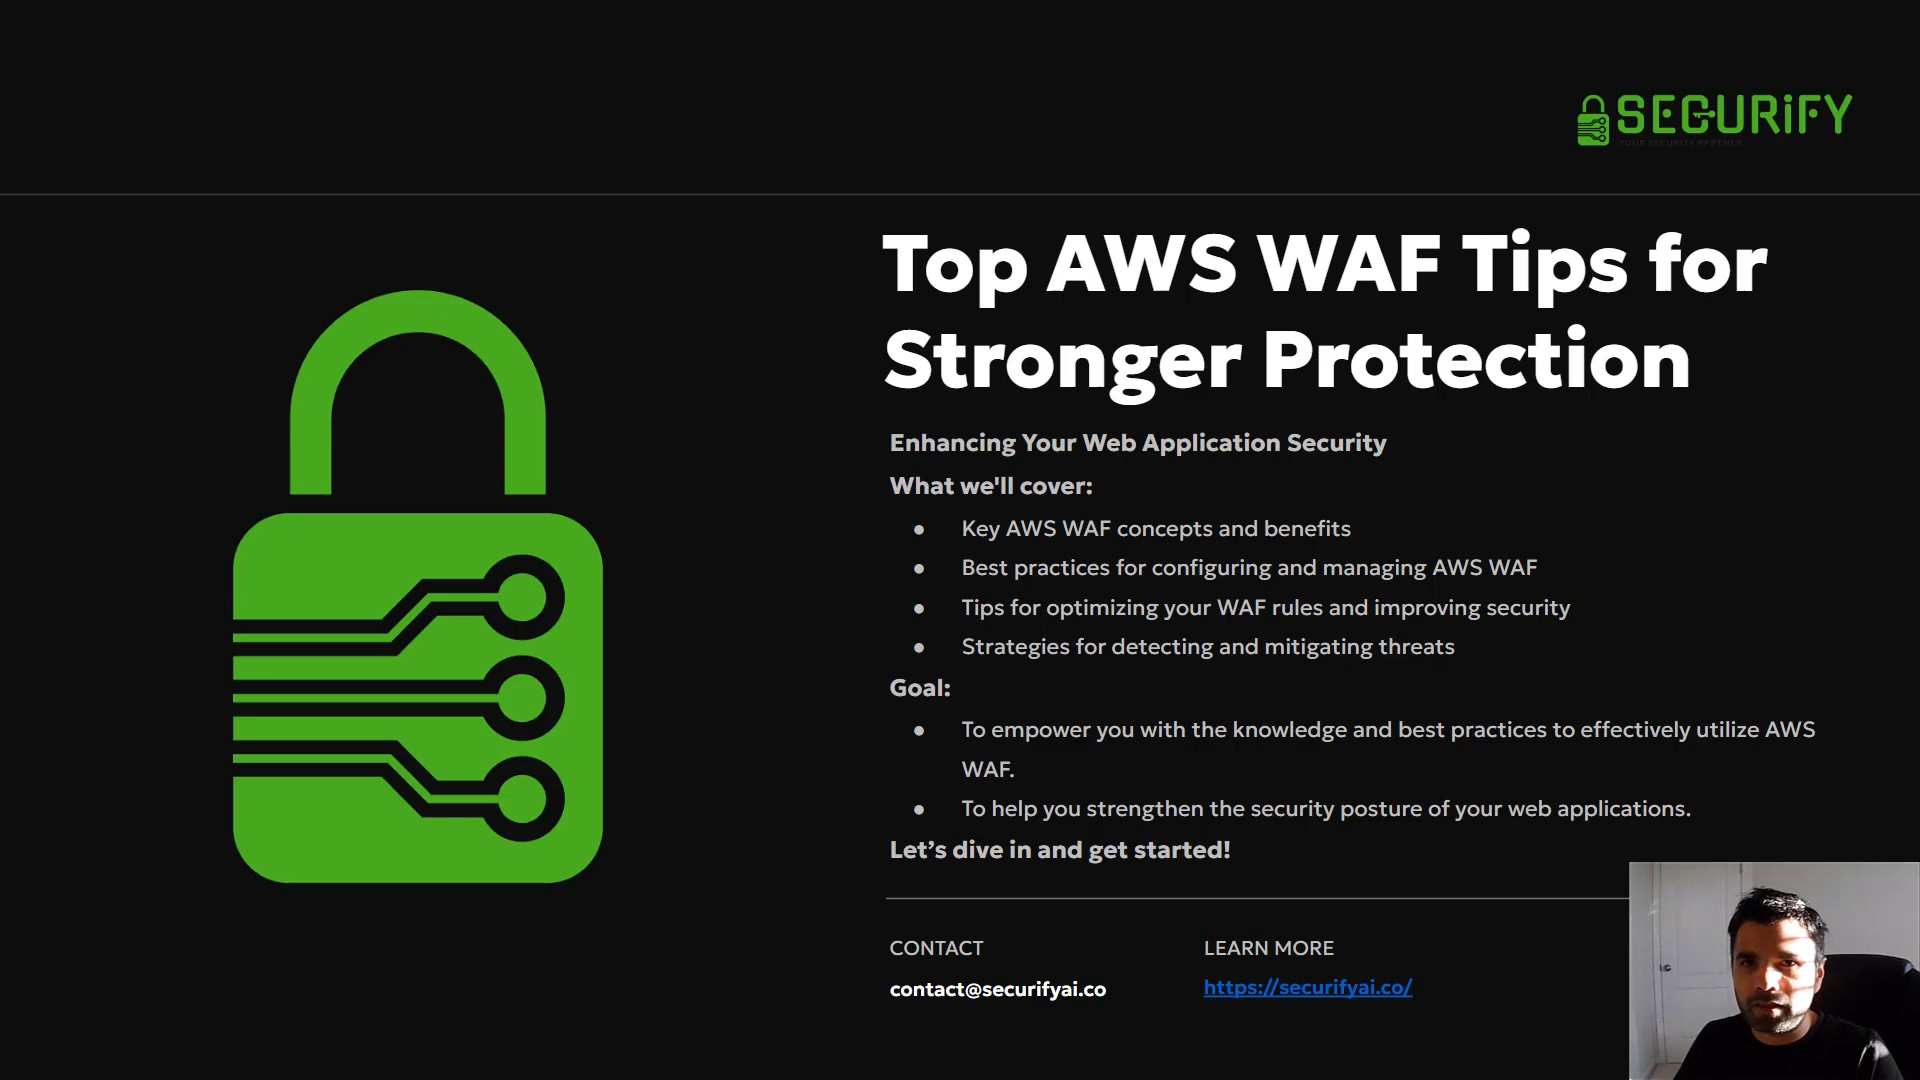 SECURiFY
YOUR SECURITY PARTNER
Top AWS WAF Tips for
Stronger Protection
Enhancing Your Web Application Security
What we'll cover:
● Key AWS WAF concepts and benefits
● Best practices for configuring and managing AWS WAF
● Tips for optimizing your WAF rules and improving security
● Strategies for detecting and mitigating threats
Goal:
● To empower you with the knowledge and best practices to effectively utilize AWS
WAF.
● To help you strengthen the security posture of your web applications.
Let’s dive in and get started!
CONTACT
contact@securifyai.co
LEARN MORE
https://securifyai.co/